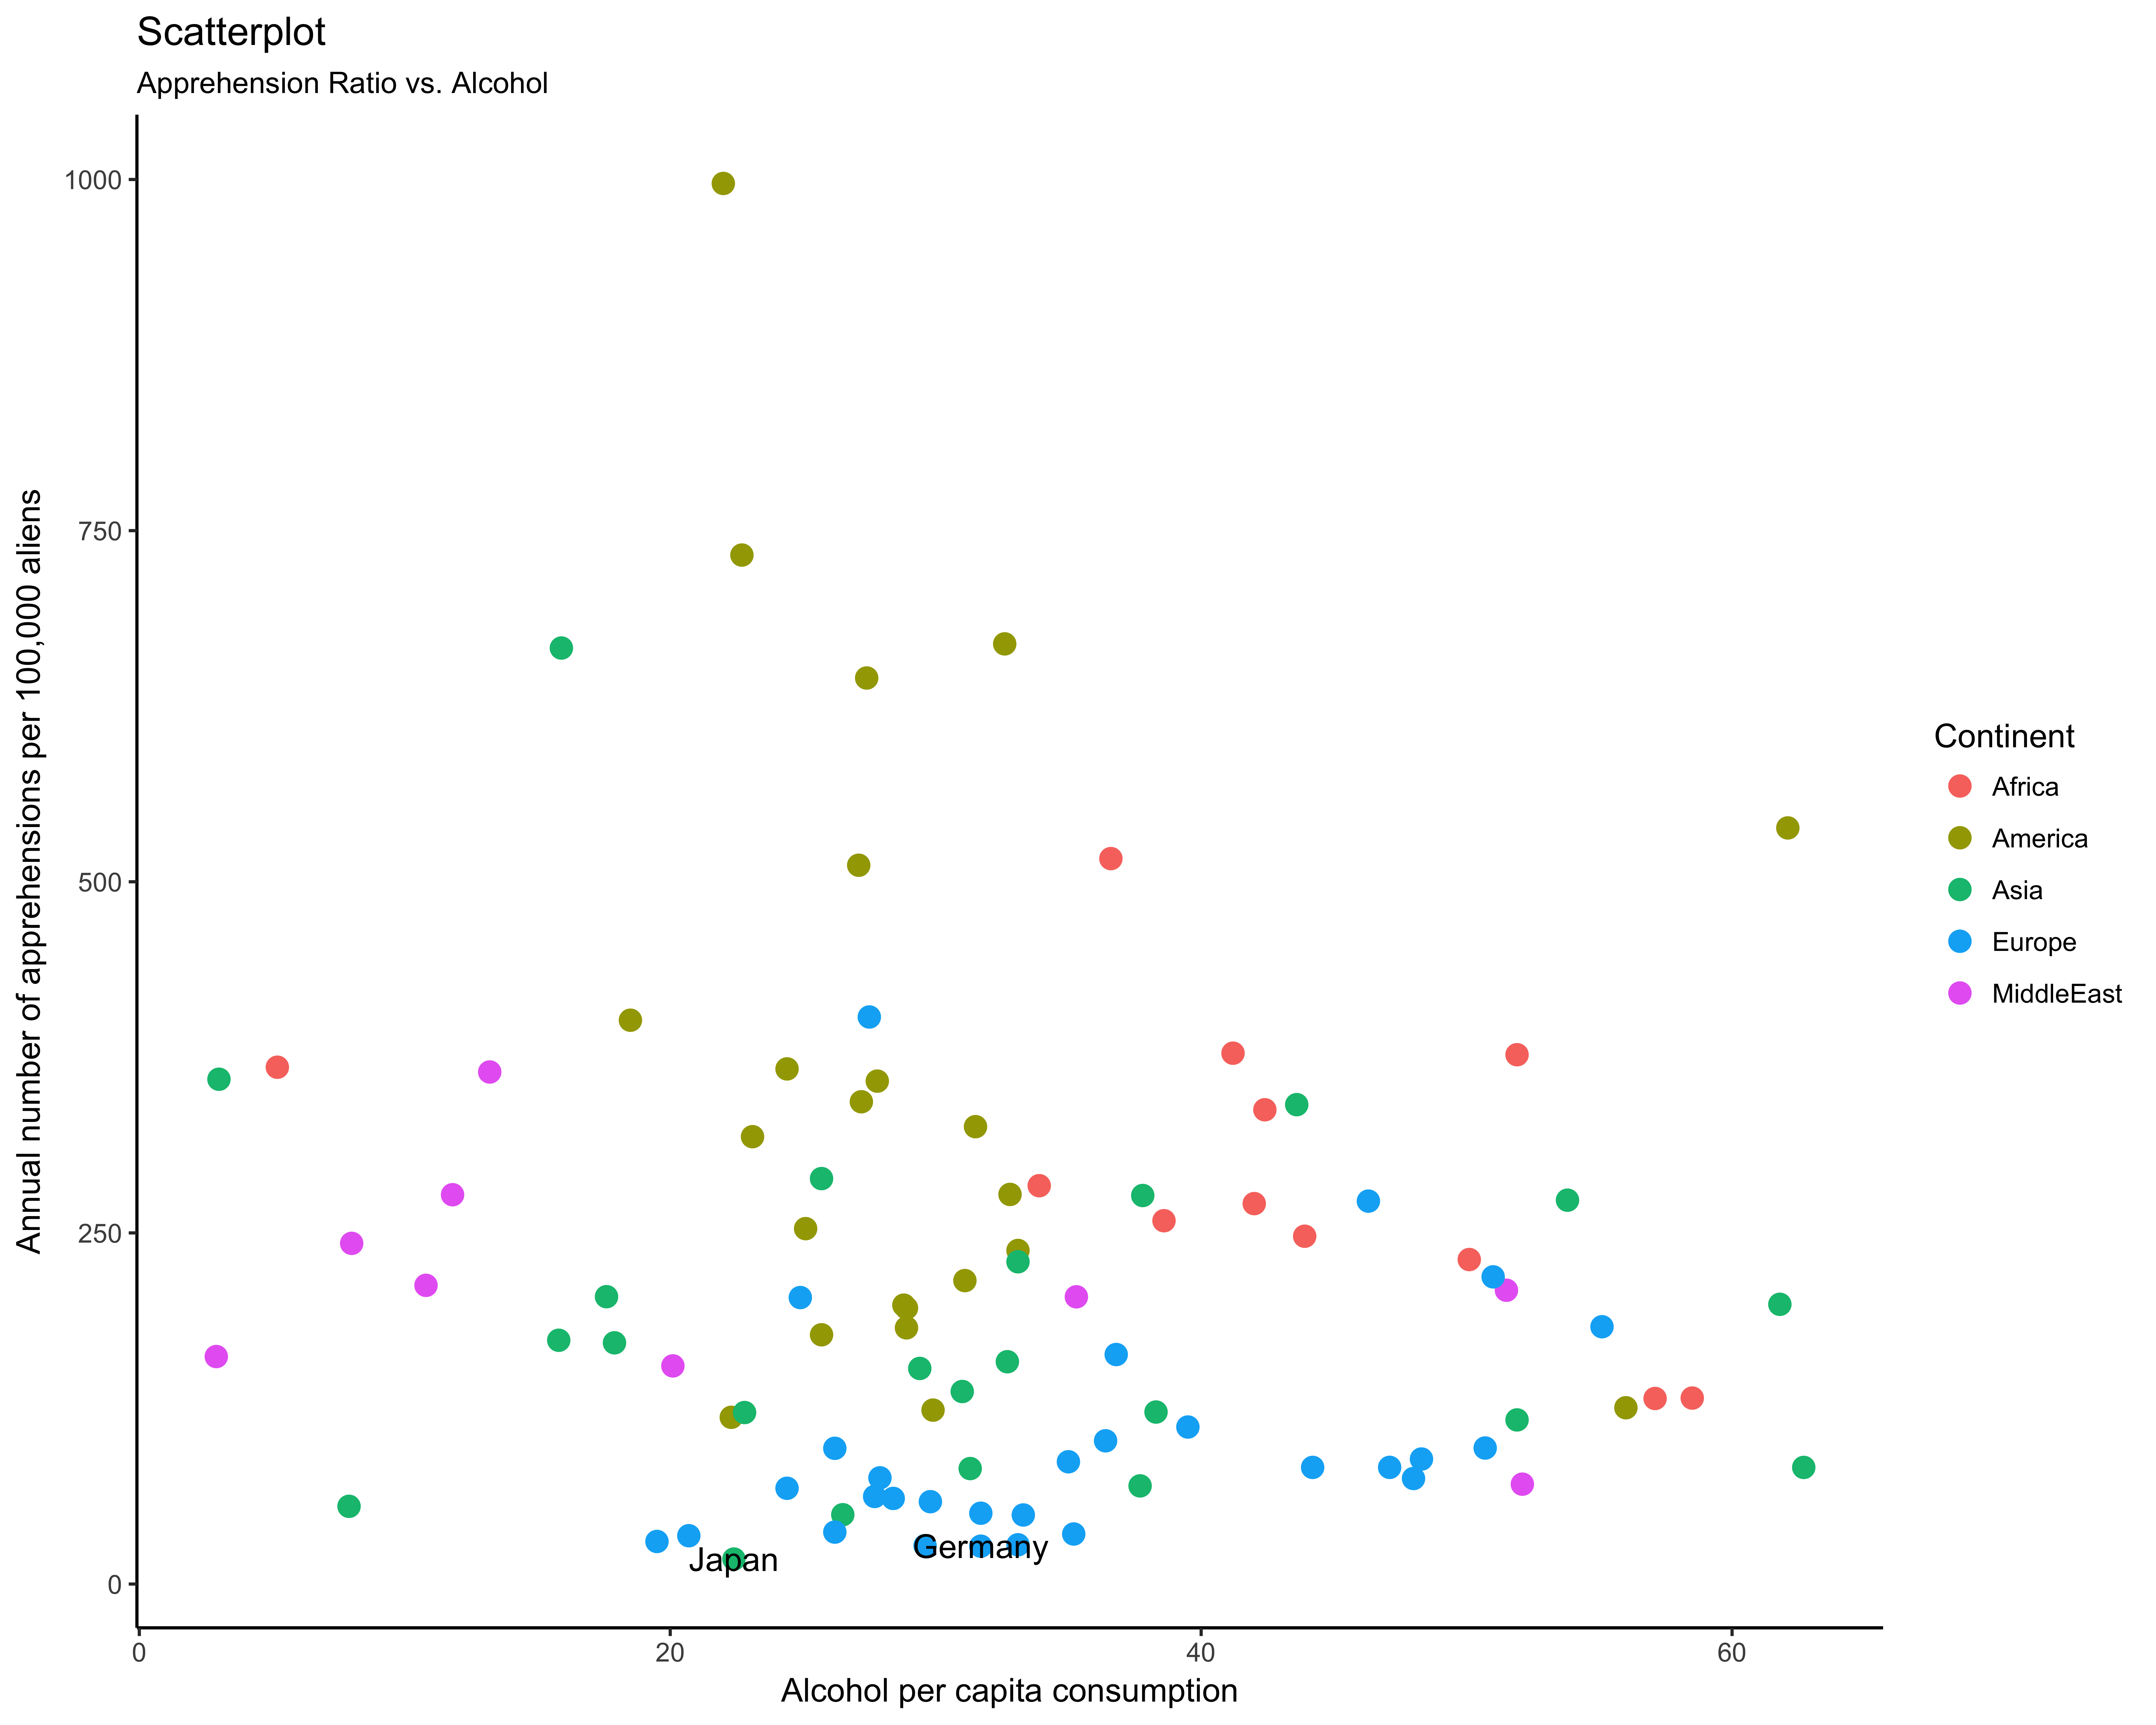 Scatterplot
Apprehension Ratio vs. Alcohol
Annual number of apprehensions per 100,000 aliens
1000
750
500
250
0
Japan
Germany
0 20 40 60
Alcohol per capita consumption
Continent
Africa
America
Asia
Europe
MiddleEast